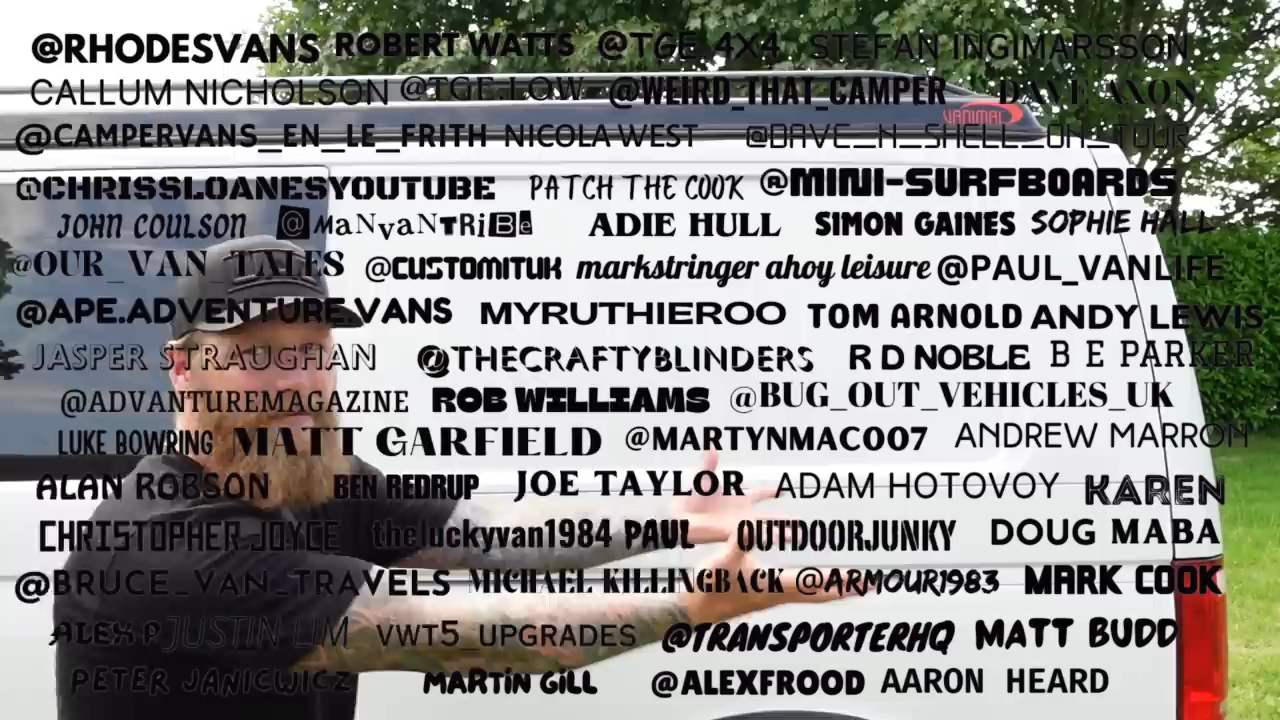 @RHODESVANS ROBERT WATTS @TGE.4X4 STEFAN INGIMARSSON
CALLUM NICHOLSON @TGE.LOW @WEIRD_THAT_CAMPER DAVE AXON
VANIMAL
@CAMPERVANS_EN_LE_FRITH NICOLA WEST @DAVE_N_SHELL_ON_TOUR
@CHRISSLOANESYOUTUBE PATCH THE COOK @MINI-SURFBOARDS
JOHN COULSON @MaNVaNTRiBe ADIE HULL SIMON GAINES SOPHIE HALL
@OUR_VAN_TALES @CUSTOMITUK markstringer ahoy leisure @PAUL_VANLIFE
@APE.ADVENTURE.VANS MYRUTHIEROO TOM ARNOLD ANDY LEWIS
JASPER STRAUGHAN @THECRAFTYBLINDERS R D NOBLE B E PARKER
@ADVANTUREMAGAZINE ROB WILLIAMS @BUG_OUT_VEHICLES_UK
LUKE BOWRING MATT GARFIELD @MARTYNMAC007 ANDREW MARRON
ALAN ROBSON BEN REDRUP JOE TAYLOR ADAM HOTOVOY KAREN
CHRISTOPHER JOYCE theluckyvan1984 PAUL OUTDOORJUNKY DOUG MABA
@BRUCE_VAN_TRAVELS MICHAEL KILLINGBACK @ARMOUR1983 MARK COOK
ALEX P JUSTIN LIM VWT5_UPGRADES @TRANSPORTERHQ MATT BUDD
PETER JANICWICZ MARTiN GiLL @ALEXFROOD AARON HEARD